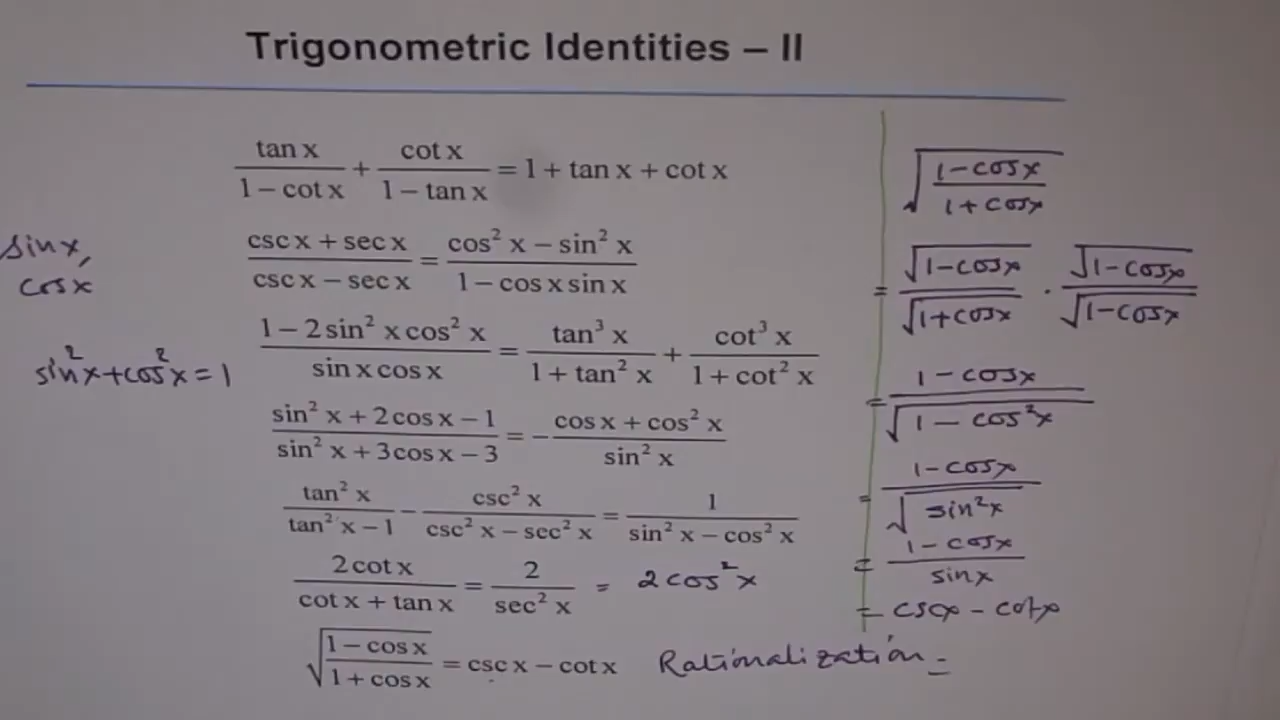 Trigonometric Identities – II
tan x / (1 − cot x) + cot x / (1 − tan x) = 1 + tan x + cot x
(csc x + sec x) / (csc x − sec x) = (cos² x − sin² x) / (1 − cos x sin x)
(1 − 2 sin² x cos² x) / (sin x cos x) = tan³ x / (1 + tan² x) + cot³ x / (1 + cot² x)
(sin² x + 2 cos x − 1) / (sin² x + 3 cos x − 3) = − (cos x + cos² x) / sin² x
tan² x / (tan² x − 1) − csc² x / (csc² x − sec² x) = 1 / (sin² x − cos² x)
2 cot x / (cot x + tan x) = 2 / sec² x = 2 cos² x
√((1 − cos x) / (1 + cos x)) = csc x − cot x Rationalization =
sin x,
cos x
sin² x + cos² x = 1
√((1 − cos x) / (1 + cos x))
= √(1 − cos x) / √(1 + cos x) · √(1 − cos x) / √(1 − cos x)
= (1 − cos x) / √(1 − cos² x)
= (1 − cos x) / √(sin² x)
= (1 − cos x) / sin x
= csc x − cot x